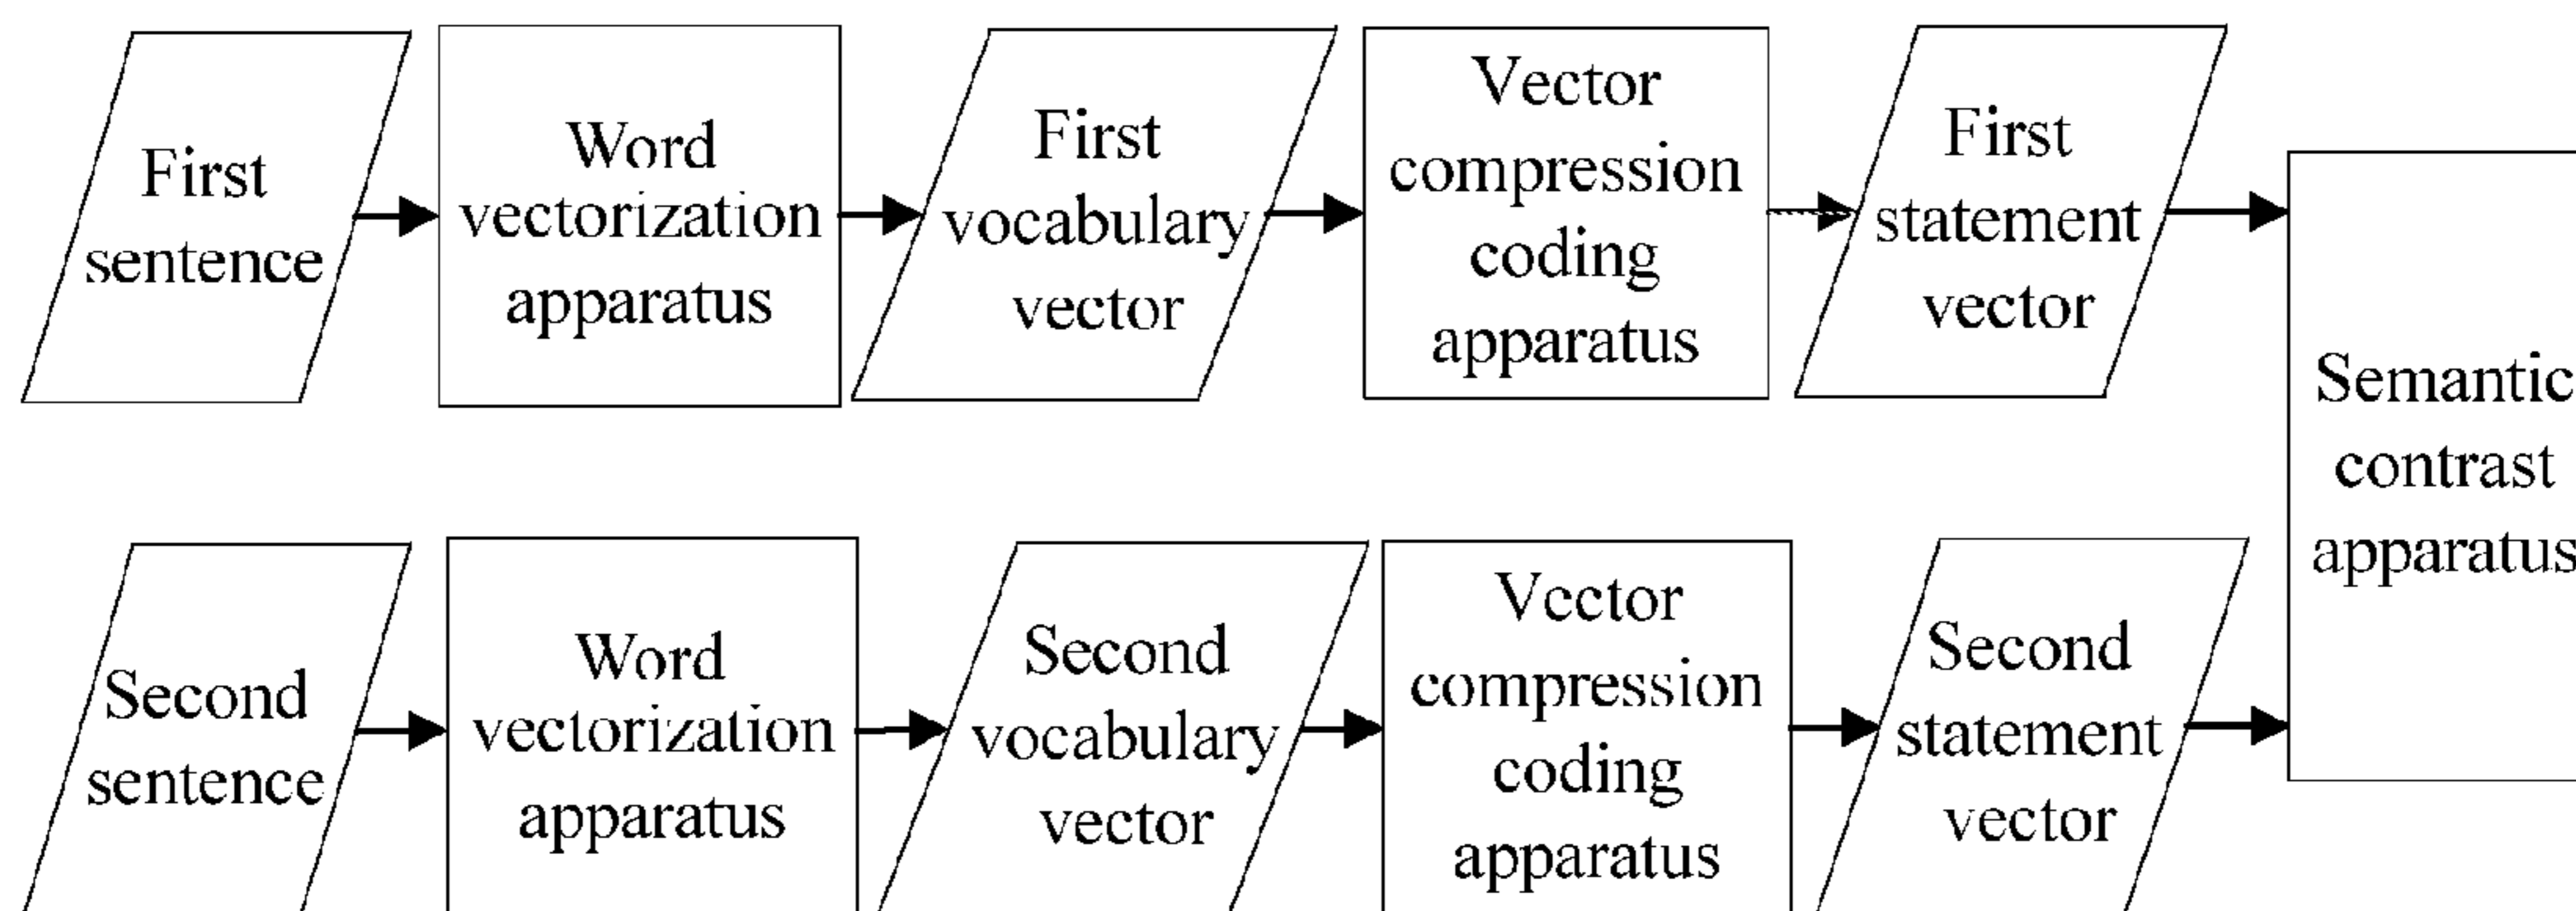 First
sentence
Word
vectorization
apparatus
First
vocabulary
vector
Vector
compression
coding
apparatus
First
statement
vector
Semantic
contrast
apparatus
Second
sentence
Word
vectorization
apparatus
Second
vocabulary
vector
Vector
compression
coding
apparatus
Second
statement
vector